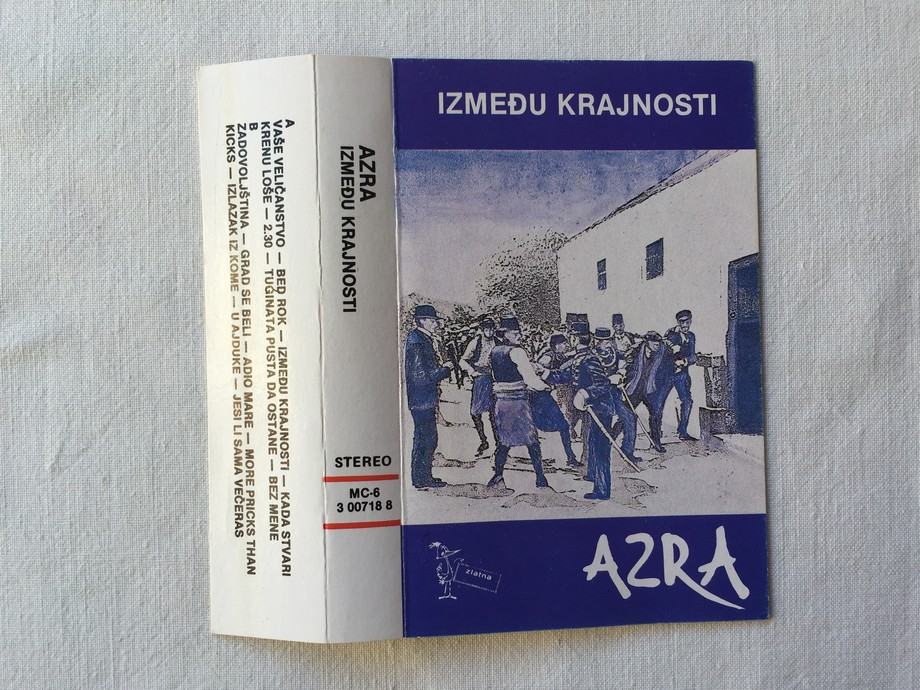 A
VAŠE VELIČANSTVO — BED ROK — IZMEĐU KRAJNOSTI — KADA STVARI
KRENU LOŠE — 2.30 — TUGINATA PUSTA DA OSTANE — BEZ MENE
B
ZADOVOLJŠTINA — GRAD SE BELI — ADIO MARE — MORE PRICKS THAN
KICKS — IZLAZAK IZ KOME — U AJDUKE — JESI LI SAMA VEČERAS
AZRA
IZMEĐU KRAJNOSTI
STEREO
MC-6
3 00718 8
IZMEĐU KRAJNOSTI
zlatna
AZRA